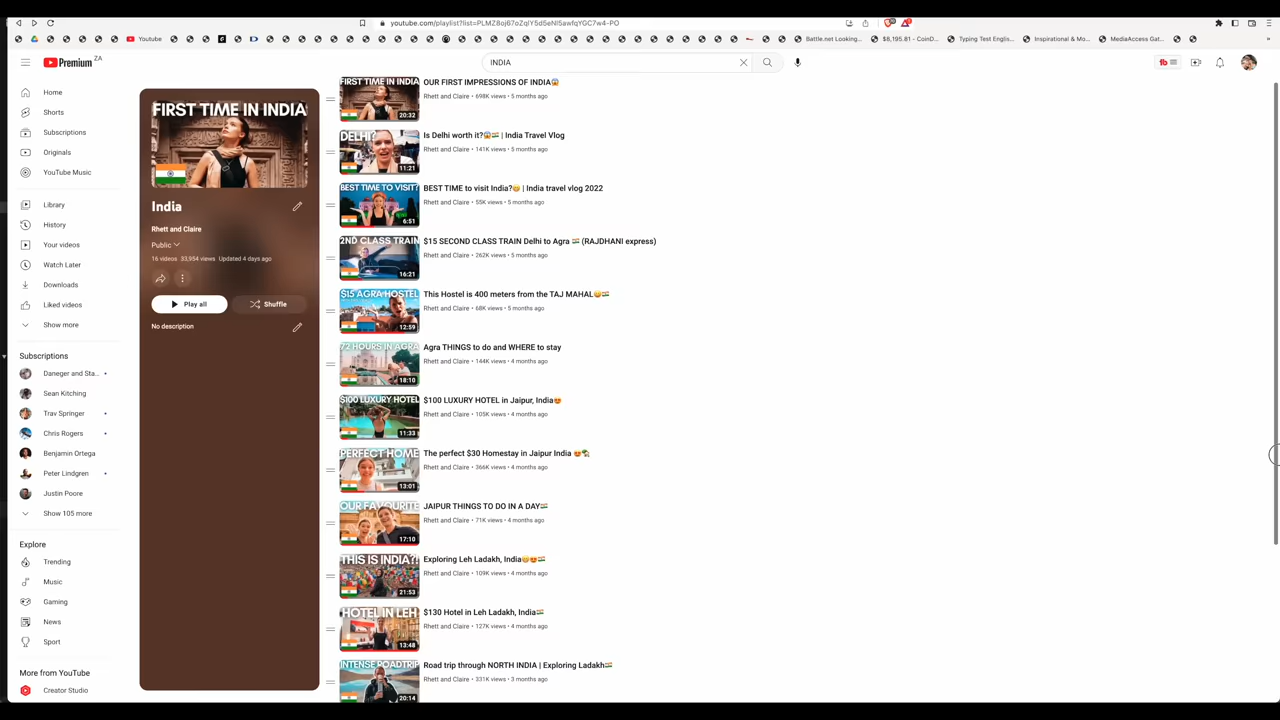 youtube.com/playlist?list=PLMZ8oj67oZqlY5d5eNl5awfqYGC7w4-PO
Youtube
Battle.net Looking...
$8,195.81 - CoinD...
Typing Test Englis...
Inspirational & Mo...
MediaAccess Gat...
»
Premium ZA
INDIA
Home
Shorts
Subscriptions
Originals
YouTube Music
Library
History
Your videos
Watch Later
Downloads
Liked videos
Show more
Subscriptions
Daneger and Sta...
Sean Kitching
Trav Springer
Chris Rogers
Benjamin Ortega
Peter Lindgren
Justin Poore
Show 105 more
Explore
Trending
Music
Gaming
News
Sport
More from YouTube
Creator Studio
FIRST TIME IN INDIA
India
Rhett and Claire
Public
16 videos 33,954 views Updated 4 days ago
Play all
Shuffle
No description
FIRST TIME IN INDIA
20:32
OUR FIRST IMPRESSIONS OF INDIA😱
Rhett and Claire • 698K views • 5 months ago
DELHI?
11:21
Is Delhi worth it?😱🇮🇳 | India Travel Vlog
Rhett and Claire • 141K views • 5 months ago
BEST TIME TO VISIT?
6:51
BEST TIME to visit India?😅 | India travel vlog 2022
Rhett and Claire • 55K views • 5 months ago
2ND CLASS TRAIN
16:21
$15 SECOND CLASS TRAIN Delhi to Agra 🇮🇳 (RAJDHANI express)
Rhett and Claire • 262K views • 5 months ago
$15 AGRA HOSTEL
12:59
This Hostel is 400 meters from the TAJ MAHAL😄🇮🇳
Rhett and Claire • 68K views • 5 months ago
72 HOURS IN AGRA
18:10
Agra THINGS to do and WHERE to stay
Rhett and Claire • 144K views • 4 months ago
$100 LUXURY HOTEL
11:33
$100 LUXURY HOTEL in Jaipur, India😍
Rhett and Claire • 105K views • 4 months ago
PERFECT HOME
13:01
The perfect $30 Homestay in Jaipur India 😍🏡
Rhett and Claire • 366K views • 4 months ago
OUR FAVOURITE
17:10
JAIPUR THINGS TO DO IN A DAY🇮🇳
Rhett and Claire • 71K views • 4 months ago
THIS IS INDIA?!
21:53
Exploring Leh Ladakh, India😅😍🇮🇳
Rhett and Claire • 109K views • 4 months ago
HOTEL IN LEH
13:48
$130 Hotel in Leh Ladakh, India🇮🇳
Rhett and Claire • 127K views • 4 months ago
INTENSE ROADTRIP
20:14
Road trip through NORTH INDIA | Exploring Ladakh🇮🇳
Rhett and Claire • 331K views • 3 months ago